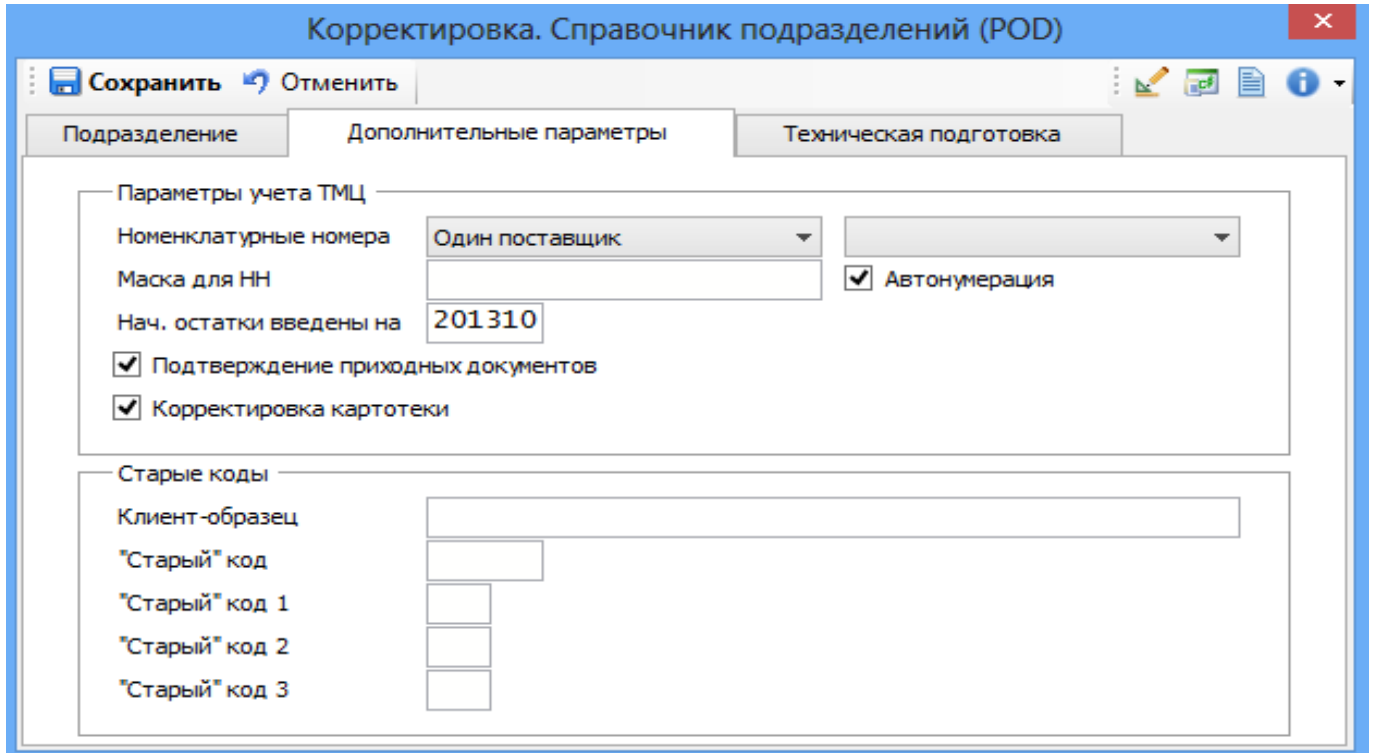 Корректировка. Справочник подразделений (POD)
Сохранить Отменить
Подразделение Дополнительные параметры Техническая подготовка
Параметры учета ТМЦ
Номенклатурные номера Один поставщик
Маска для НН Автонумерация
Нач. остатки введены на 201310
Подтверждение приходных документов
Корректировка картотеки
Старые коды
Клиент-образец
"Старый" код
"Старый" код 1
"Старый" код 2
"Старый" код 3